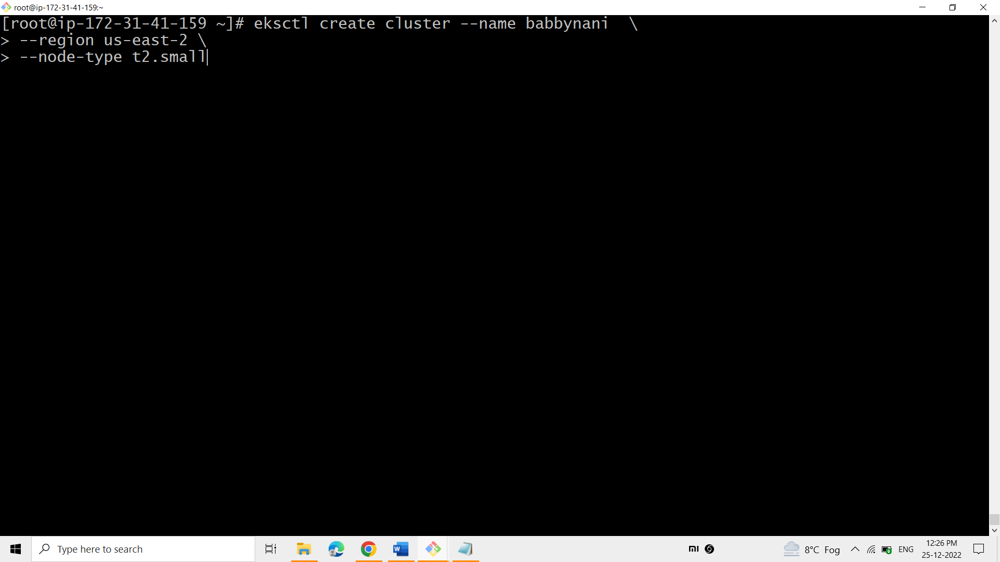 root@ip-172-31-41-159:~
[root@ip-172-31-41-159 ~]# eksctl create cluster --name babbynani  \
> --region us-east-2 \
> --node-type t2.small
Type here to search
W
mi
8°C Fog
ENG
12:26 PM
25-12-2022